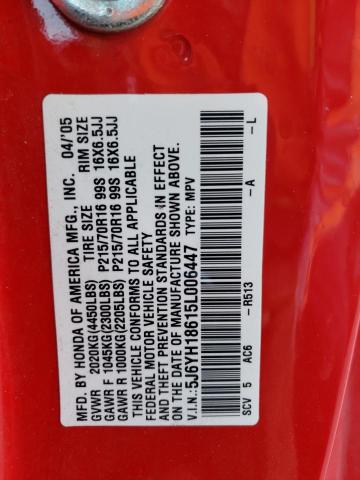 MFD. BY HONDA OF AMERICA MFG., INC. 04/'05
TIRE SIZE RIM SIZE
GVWR 2020KG(4450LBS)
GAWR F 1045KG(2300LBS) P215/70R16 99S 16X6.5JJ
GAWR R 1000KG(2205LBS) P215/70R16 99S 16X6.5JJ
THIS VEHICLE CONFORMS TO ALL APPLICABLE
FEDERAL MOTOR VEHICLE SAFETY
AND THEFT PREVENTION STANDARDS IN EFFECT
ON THE DATE OF MANUFACTURE SHOWN ABOVE.
V.I.N.: 5J6YH18615L006447 TYPE: MPV
SCV 5 AC6 -R513 -A -L